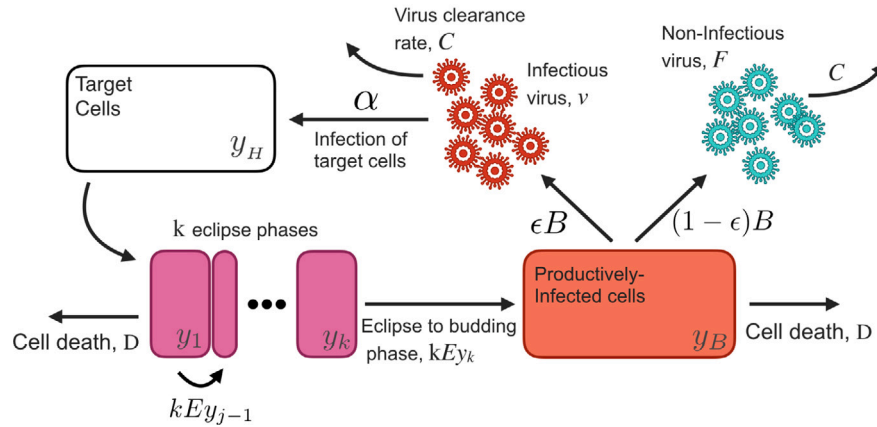 Virus clearance
rate, C
Non-Infectious
virus, F
C
Target
Cells
y_H
α
Infection of
target cells
Infectious
virus, v
ϵB
(1 − ϵ)B
k eclipse phases
y_1
y_k
Cell death, D
kEy_{j−1}
Eclipse to budding
phase, kEy_k
Productively-
Infected cells
y_B
Cell death, D